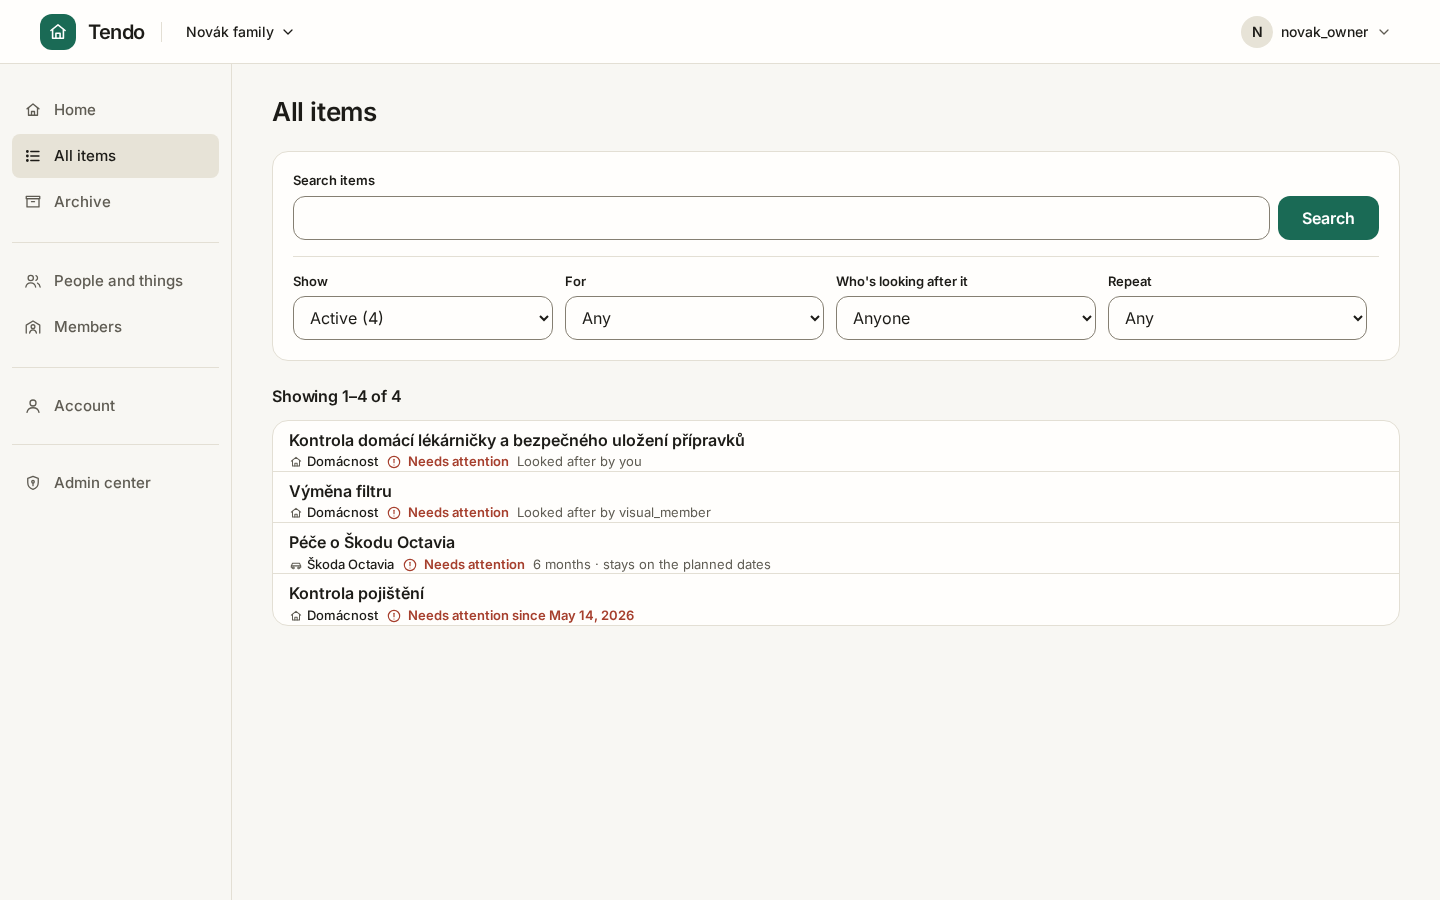 Tendo
Novák family
N
novak_owner
Home
All items
Archive
People and things
Members
Account
Admin center
All items
Search items
Search
Show
For
Who's looking after it
Repeat
Active (4)
Any
Anyone
Any
Showing 1–4 of 4
Kontrola domácí lékárničky a bezpečného uložení přípravků
Domácnost Needs attention Looked after by you
Výměna filtru
Domácnost Needs attention Looked after by visual_member
Péče o Škodu Octavia
Škoda Octavia Needs attention 6 months · stays on the planned dates
Kontrola pojištění
Domácnost Needs attention since May 14, 2026